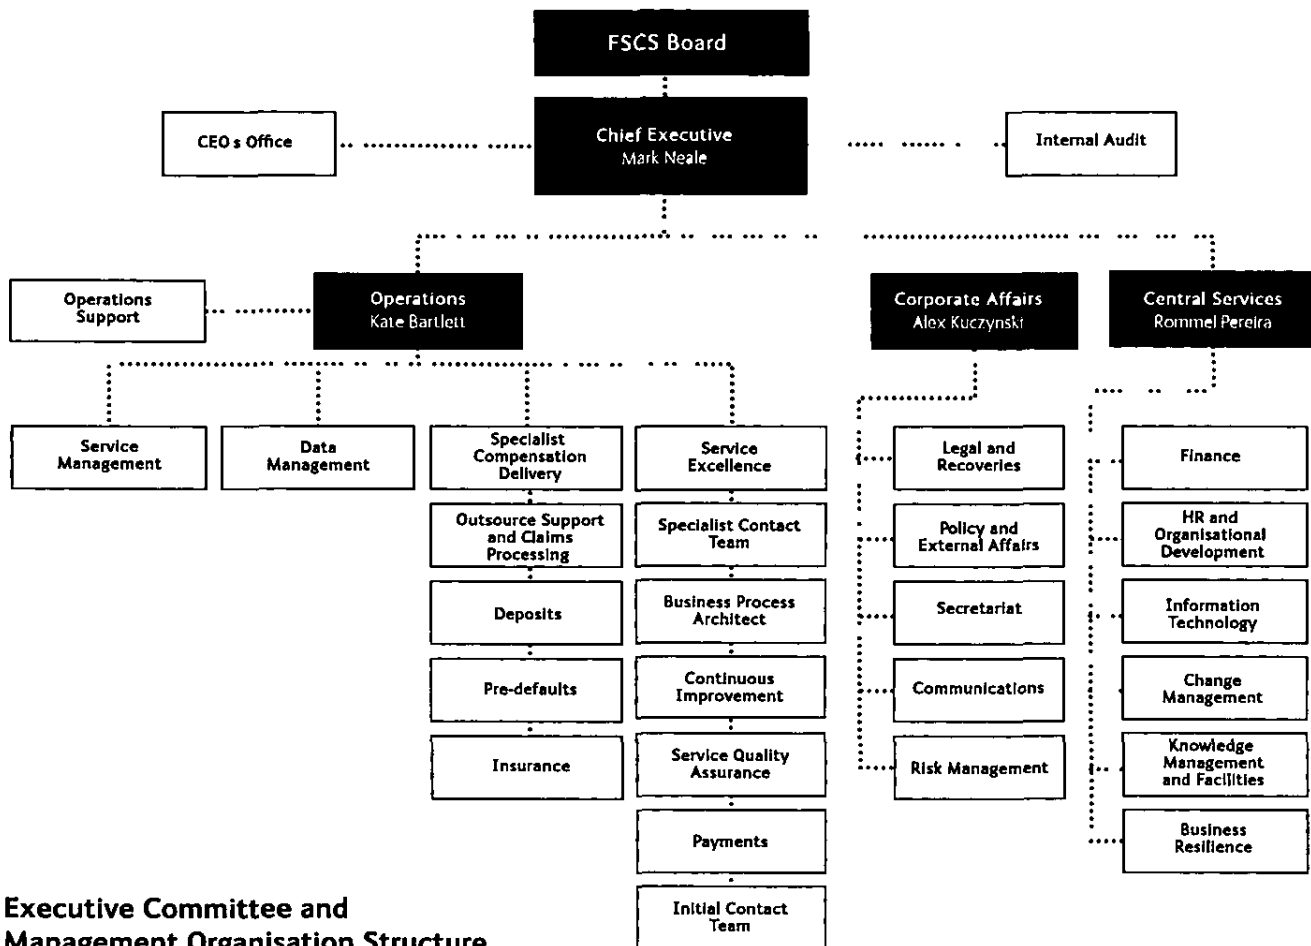 FSCS Board
CEO s Office
Chief Executive
Mark Neale
Internal Audit
Operations
Support
Operations
Kate Bartlett
Corporate Affairs
Alex Kuczynski
Central Services
Rommel Pereira
Service
Management
Data
Management
Specialist
Compensation
Delivery
Outsource Support
and Claims
Processing
Deposits
Pre-defaults
Insurance
Service
Excellence
Specialist Contact
Team
Business Process
Architect
Continuous
Improvement
Service Quality
Assurance
Payments
Initial Contact
Team
Legal and
Recoveries
Policy and
External Affairs
Secretariat
Communications
Risk Management
Finance
HR and
Organisational
Development
Information
Technology
Change
Management
Knowledge
Management
and Facilities
Business
Resilience
Executive Committee and
Management Organisation Structure